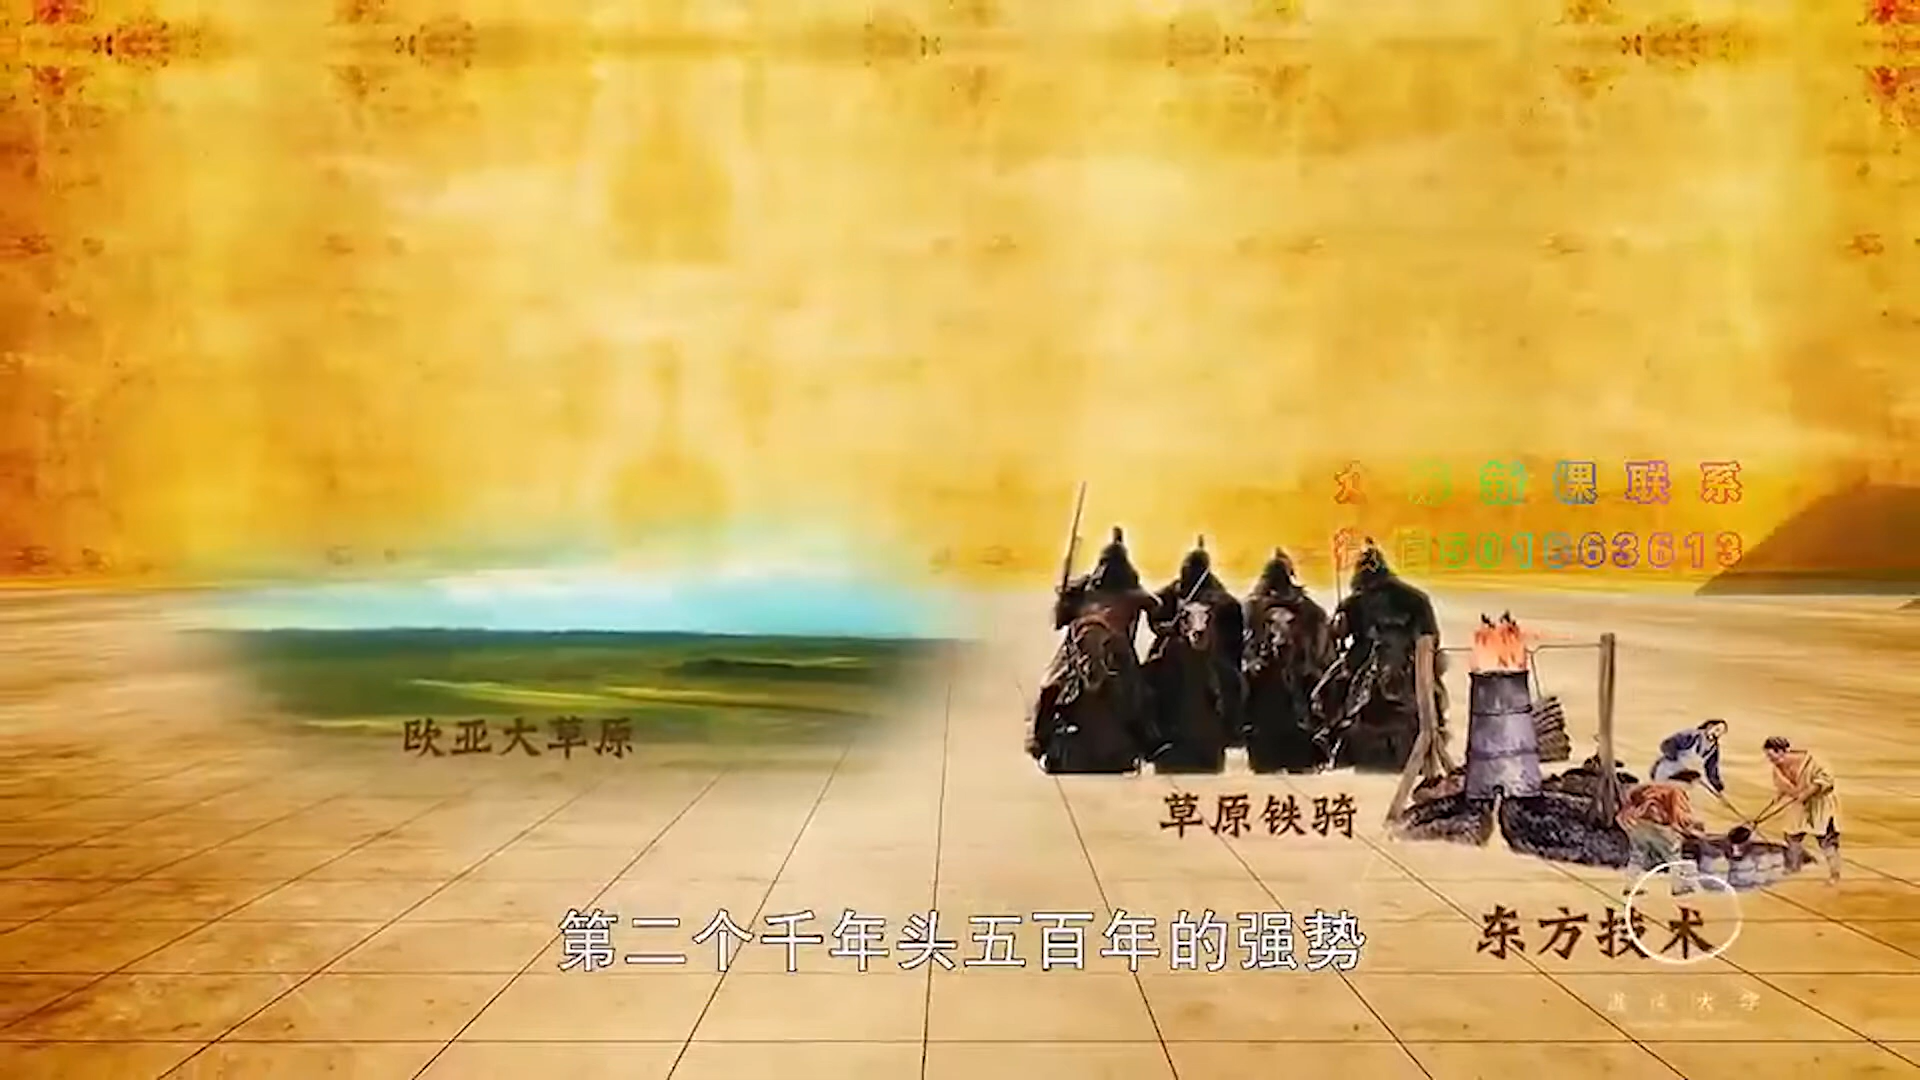 课联系
欧亚大草原
草原铁骑
第二个千年头五百年的强势
东方技术